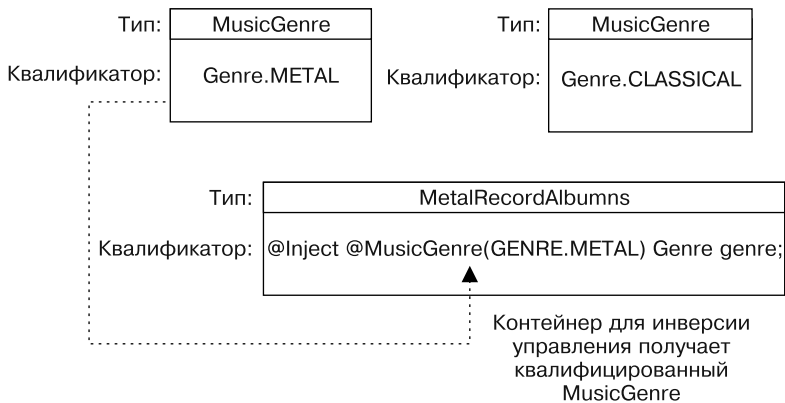 Тип: MusicGenre
Квалификатор: Genre.METAL
Тип: MusicGenre
Квалификатор: Genre.CLASSICAL
Тип: MetalRecordAlbumns
Квалификатор: @Inject @MusicGenre(GENRE.METAL) Genre genre;
Контейнер для инверсии
управления получает
квалифицированный
MusicGenre